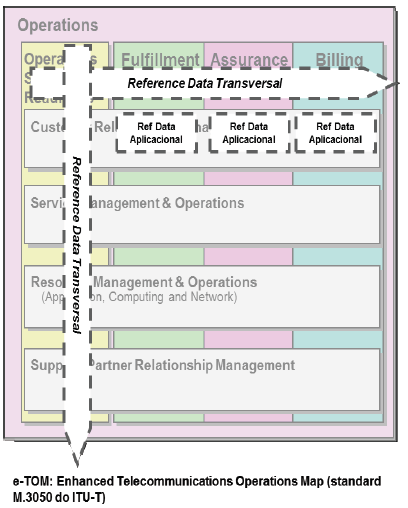 Operations
Fulfillment
Assurance
Billing
Reference Data Transversal
Ref Data
Aplicacional
Ref Data
Aplicacional
Ref Data
Aplicacional
Reference Data Transversal
Management & Operations
Management & Operations
Computing and Network)
Partner Relationship Management
e-TOM: Enhanced Telecommunications Operations Map (standard
M.3050 do ITU-T)